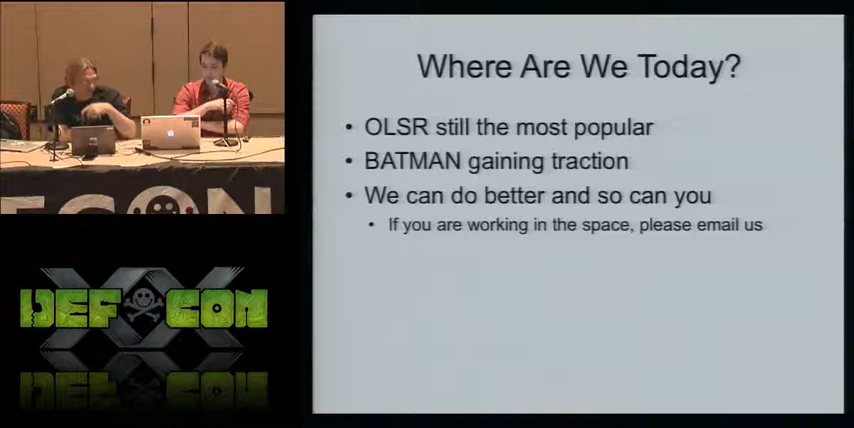 Where Are We Today?
• OLSR still the most popular
• BATMAN gaining traction
• We can do better and so can you
• If you are working in the space, please email us
DEF CON
XX